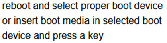 reboot and select proper boot device
or insert boot media in selected boot
device and press a key